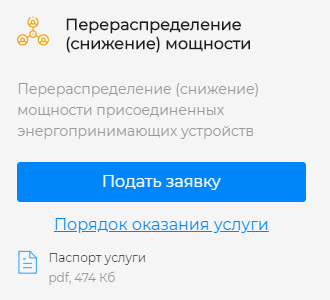 Перераспределение
(снижение) мощности
Перераспределение (снижение)
мощности присоединенных
энергопринимающих устройств
Подать заявку
Порядок оказания услуги
Паспорт услуги
pdf, 474 Кб